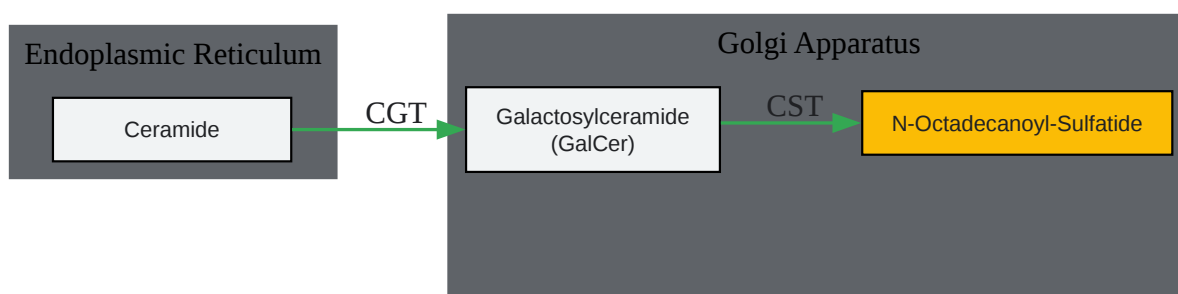 Endoplasmic Reticulum
Golgi Apparatus
Ceramide
CGT
Galactosylceramide
(GalCer)
CST
N-Octadecanoyl-Sulfatide